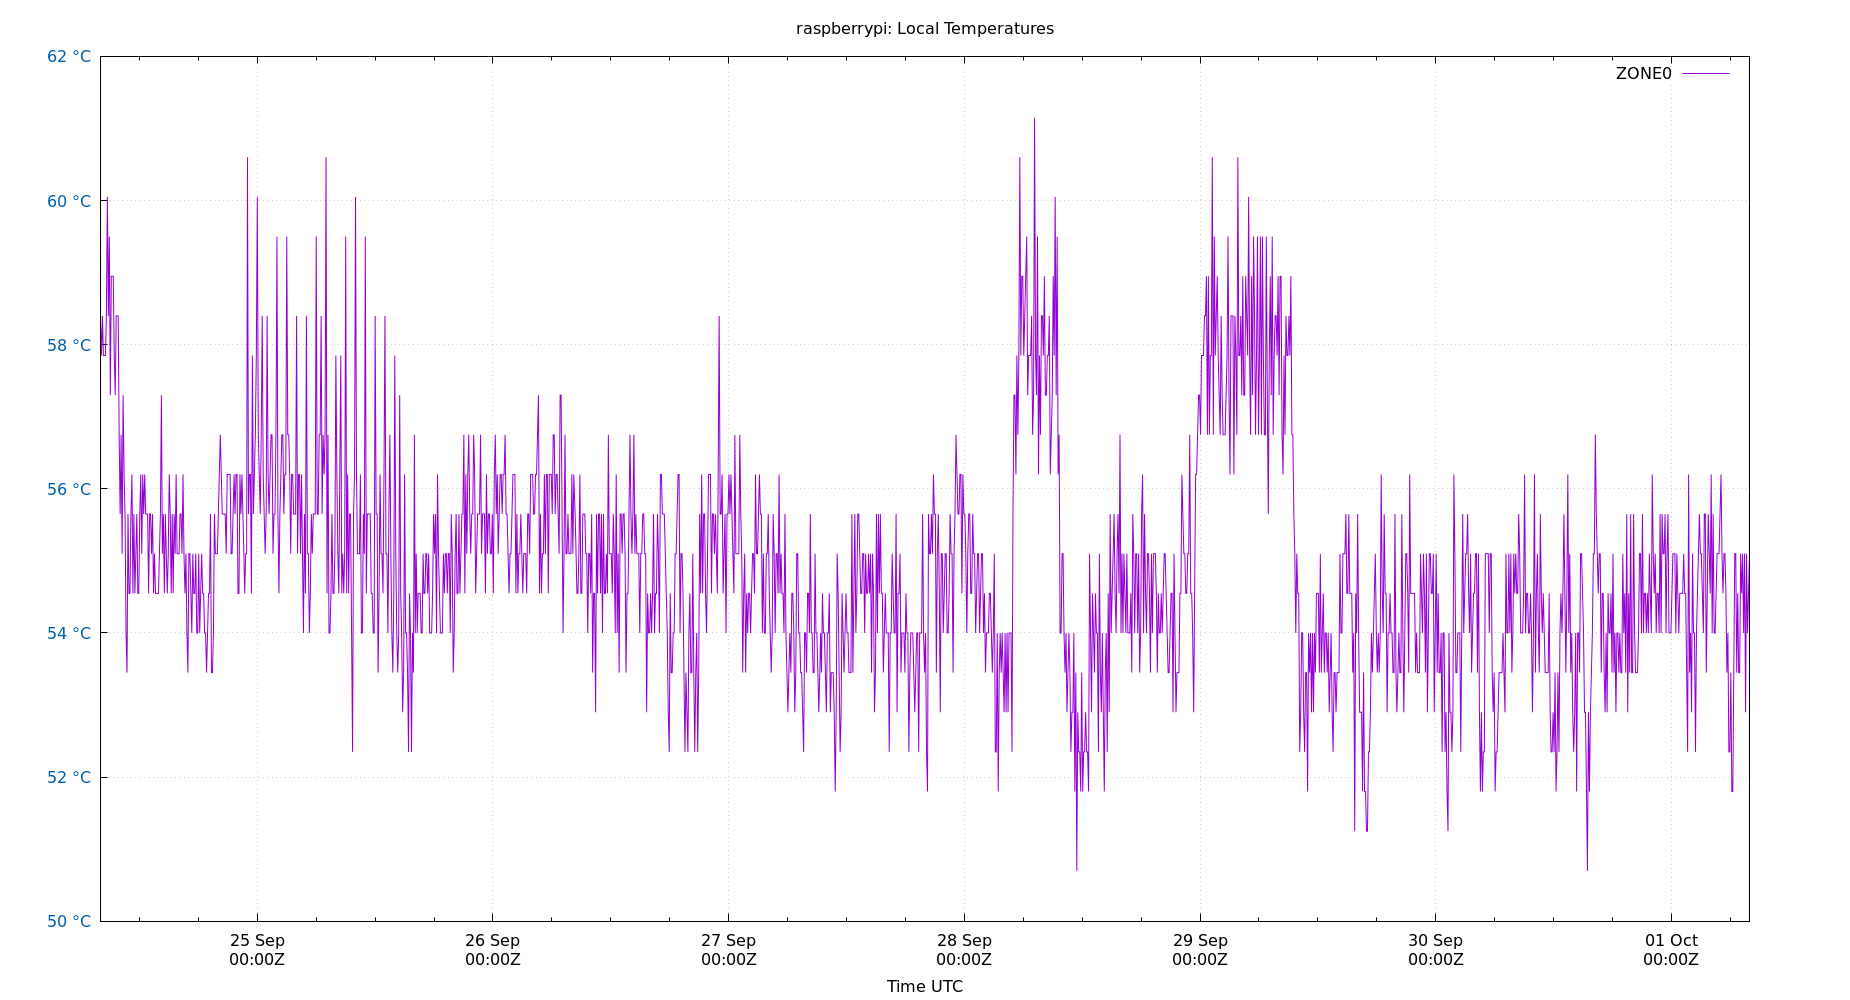 raspberrypi: Local Temperatures
ZONE0
62 °C
60 °C
58 °C
56 °C
54 °C
52 °C
50 °C
25 Sep 26 Sep 27 Sep 28 Sep 29 Sep 30 Sep 01 Oct
00:00Z 00:00Z 00:00Z 00:00Z 00:00Z 00:00Z 00:00Z
Time UTC